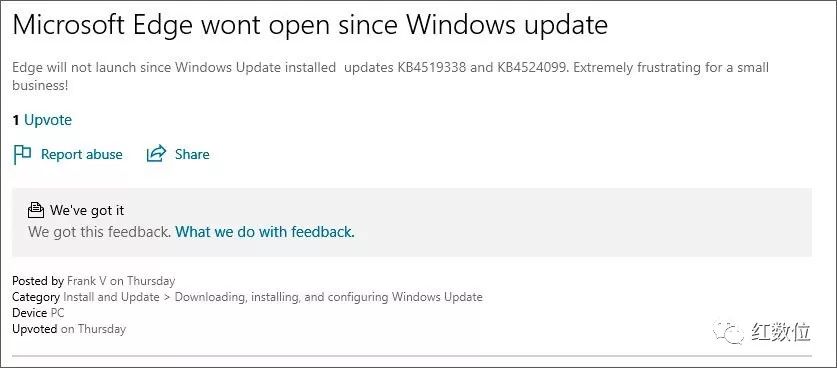 Microsoft Edge wont open since Windows update
Edge will not launch since Windows Update installed  updates KB4519338 and KB4524099. Extremely frustrating for a small
business!
1 Upvote
Report abuse
Share
We've got it
We got this feedback. What we do with feedback.
Posted by Frank V on Thursday
Category Install and Update > Downloading, installing, and configuring Windows Update
Device PC
Upvoted on Thursday
红数位